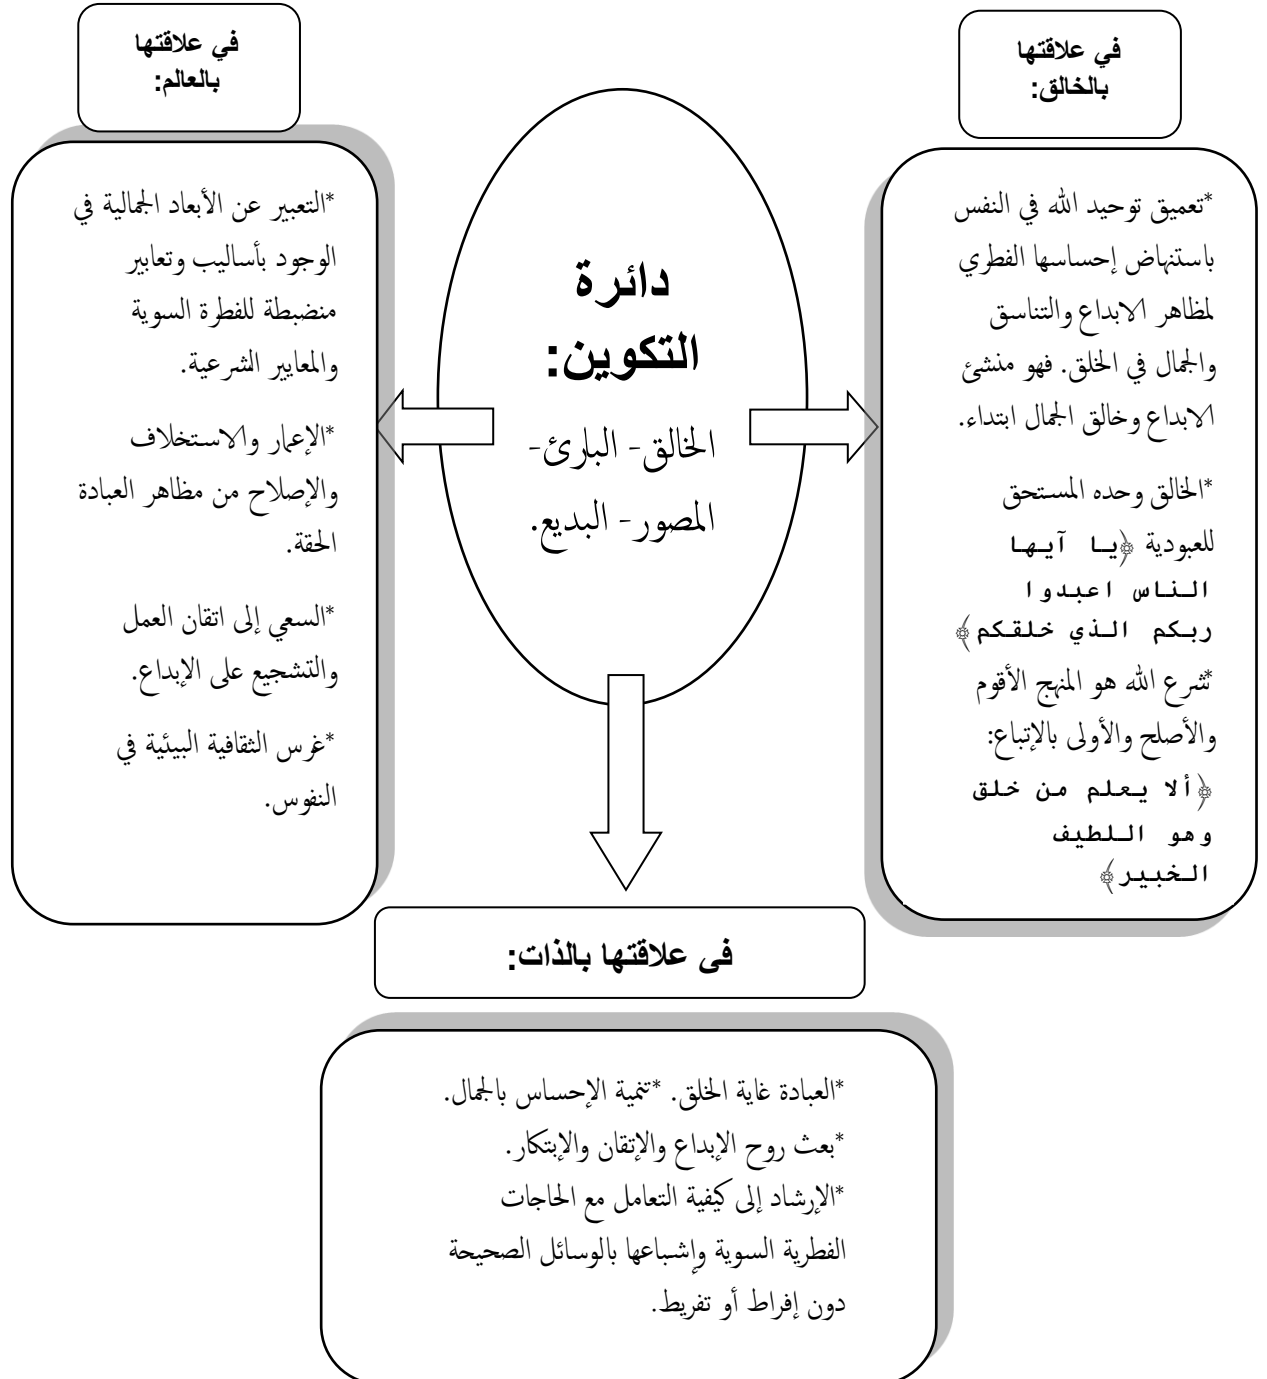 في علاقتها
بالخالق:
*تعميق توحيد الله في النفس
باستنهاض إحساسها الفطري
لمظاهر الابداع والتناسق
والجمال في الخلق. فهو منشئ
الابداع وخالق الجمال ابتداء.
*الخالق وحده المستحق
للعبودية ﴿يا آيها
الناس اعبدوا
ربكم الذي خلقكم﴾
*شرع الله هو المنهج الأقوم
والأصلح والأولى بالإتباع:
﴿ألا يعلم من خلق
وهو اللطيف
الخبير﴾
دائرة
التكوين:
الخالق- البارئ-
المصور- البديع.
في علاقتها
بالعالم:
*التعبير عن الأبعاد الجمالية في
الوجود بأساليب وتعابير
منضبطة للفطرة السوية
والمعايير الشرعية.
*الإعمار والاستخلاف
والإصلاح من مظاهر العبادة
الحقة.
*السعي إلى اتقان العمل
والتشجيع على الإبداع.
*غرس الثقافية البيئية في
النفوس.
في علاقتها بالذات:
*العبادة غاية الخلق. *تنمية الإحساس بالجمال.
*بعث روح الإبداع والإتقان والإبتكار.
*الإرشاد إلى كيفية التعامل مع الحاجات
الفطرية السوية وإشباعها بالوسائل الصحيحة
دون إفراط أو تفريط.